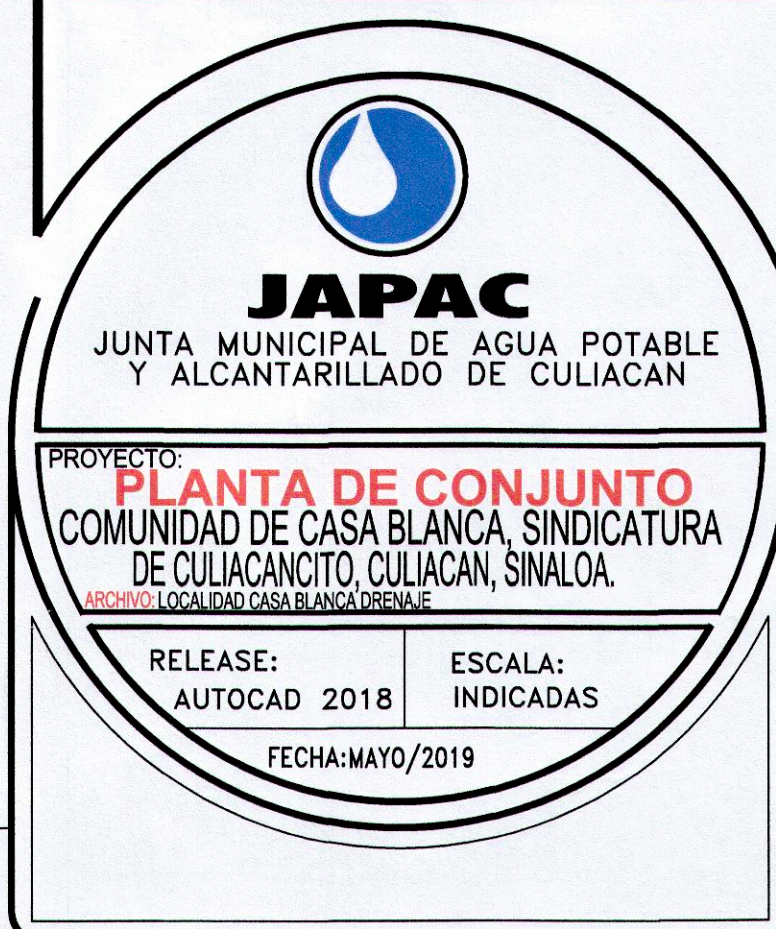 JAPAC
JUNTA MUNICIPAL DE AGUA POTABLE
Y ALCANTARILLADO DE CULIACAN
PROYECTO:
PLANTA DE CONJUNTO
COMUNIDAD DE CASA BLANCA, SINDICATURA
DE CULIACANCITO, CULIACAN, SINALOA.
ARCHIVO: LOCALIDAD CASA BLANCA DRENAJE
RELEASE:
AUTOCAD 2018
ESCALA:
INDICADAS
FECHA:MAYO/2019